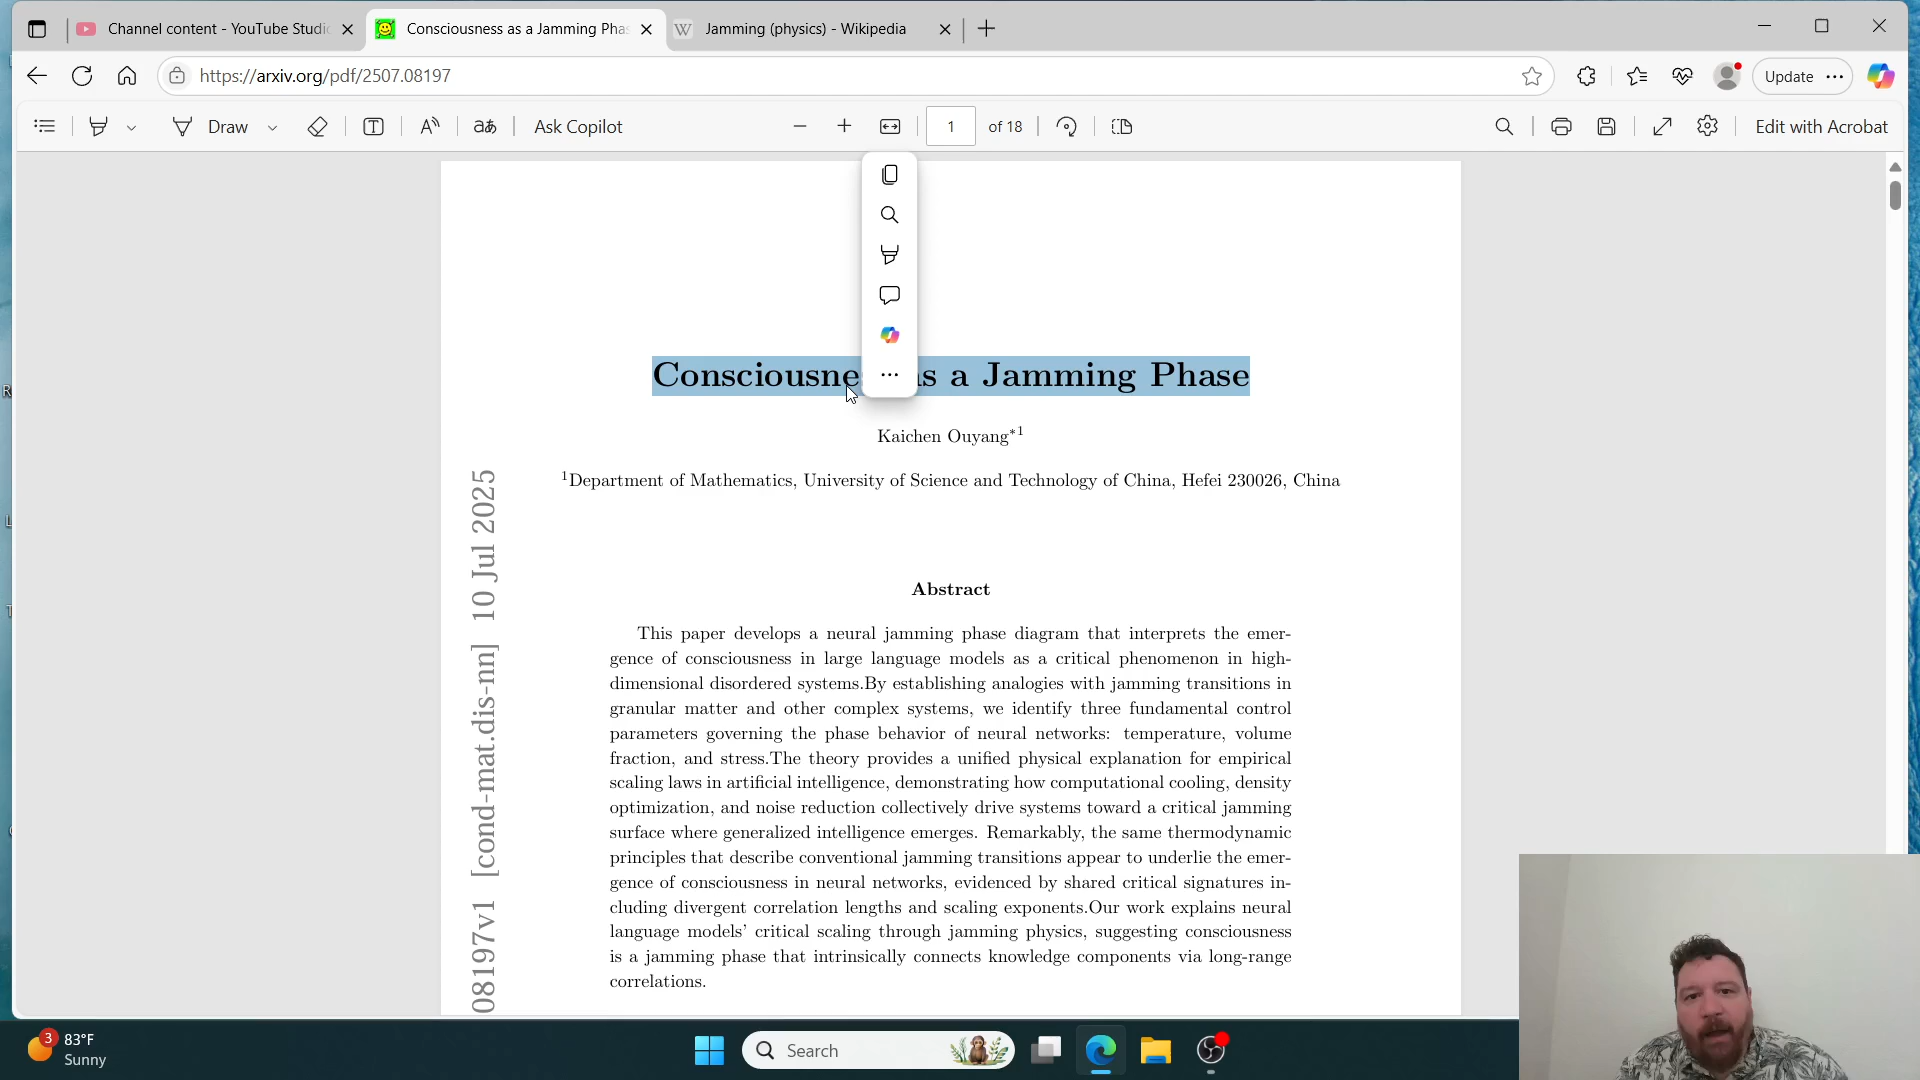 Channel content - YouTube Studio
Consciousness as a Jamming Phas
W Jamming (physics) - Wikipedia
https://arxiv.org/pdf/2507.08197
Update
Draw
T
aあ
Ask Copilot
1
of 18
Edit with Acrobat
Consciousne as a Jamming Phase
Kaichen Ouyang*1
1Department of Mathematics, University of Science and Technology of China, Hefei 230026, China
08197v1 [cond-mat.dis-nn] 10 Jul 2025
Abstract
This paper develops a neural jamming phase diagram that interprets the emer-
gence of consciousness in large language models as a critical phenomenon in high-
dimensional disordered systems.By establishing analogies with jamming transitions in
granular matter and other complex systems, we identify three fundamental control
parameters governing the phase behavior of neural networks: temperature, volume
fraction, and stress.The theory provides a unified physical explanation for empirical
scaling laws in artificial intelligence, demonstrating how computational cooling, density
optimization, and noise reduction collectively drive systems toward a critical jamming
surface where generalized intelligence emerges. Remarkably, the same thermodynamic
principles that describe conventional jamming transitions appear to underlie the emer-
gence of consciousness in neural networks, evidenced by shared critical signatures in-
cluding divergent correlation lengths and scaling exponents.Our work explains neural
language models' critical scaling through jamming physics, suggesting consciousness
is a jamming phase that intrinsically connects knowledge components via long-range
correlations.
3
83°F
Sunny
Search